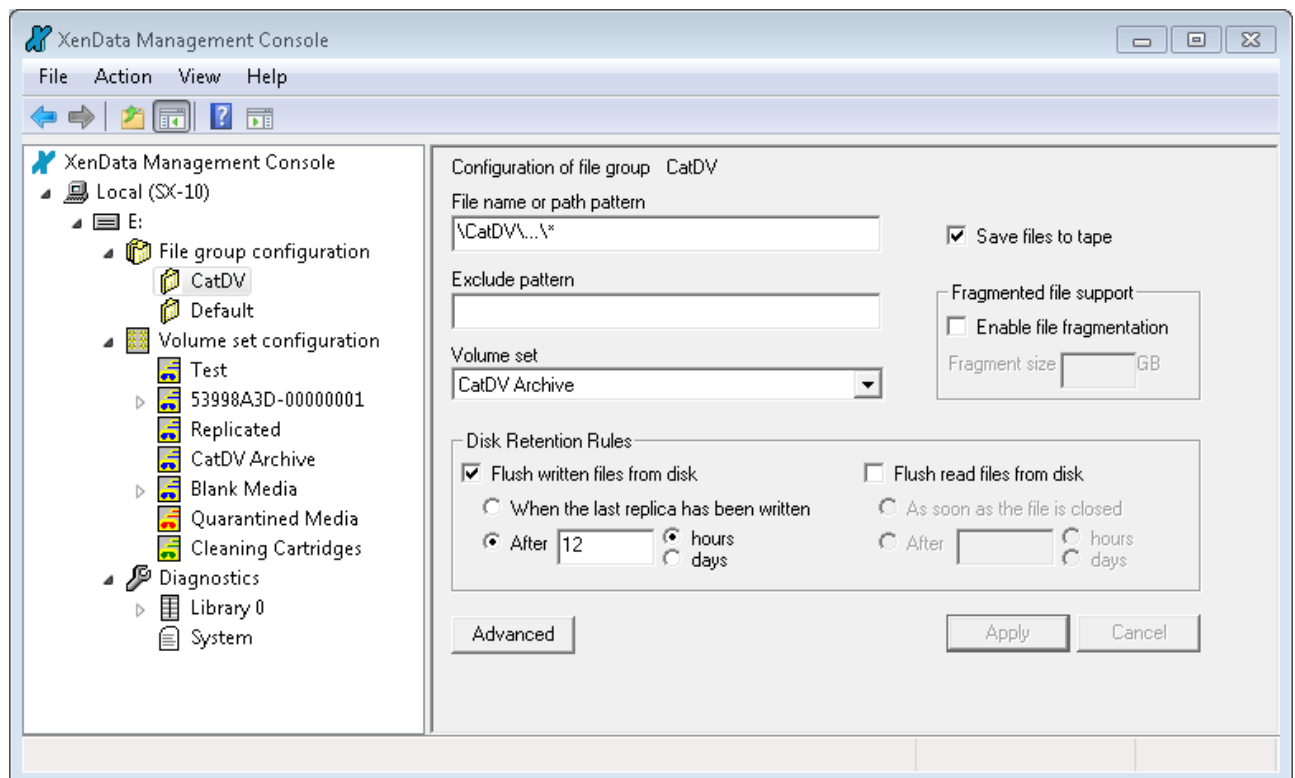 XenData Management Console
File Action View Help
XenData Management Console
Local (SX-10)
E:
File group configuration
CatDV
Default
Volume set configuration
Test
53998A3D-00000001
Replicated
CatDV Archive
Blank Media
Quarantined Media
Cleaning Cartridges
Diagnostics
Library 0
System
Configuration of file group CatDV
File name or path pattern
\CatDV\...\*
Save files to tape
Exclude pattern
Fragmented file support
Enable file fragmentation
Fragment size GB
Volume set
CatDV Archive
Disk Retention Rules
Flush written files from disk
When the last replica has been written
After 12 hours
days
Flush read files from disk
As soon as the file is closed
After hours
days
Advanced
Apply Cancel